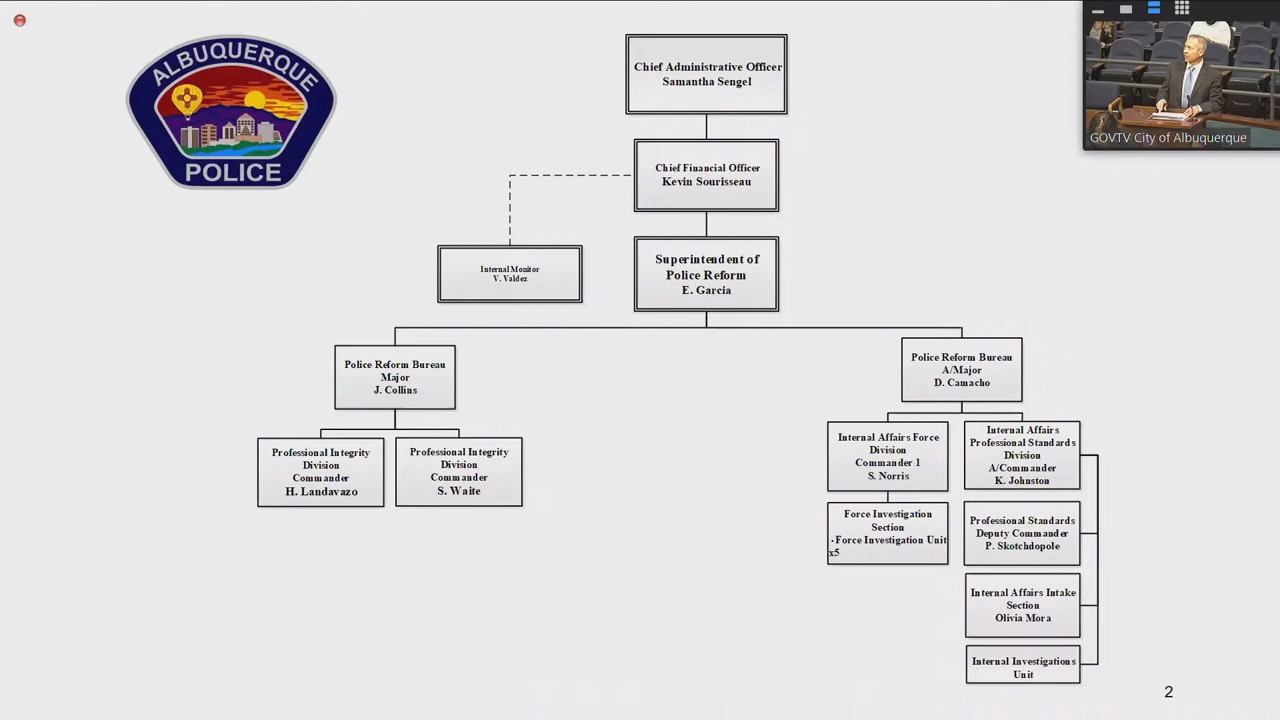 ALBUQUERQUE
POLICE
Chief Administrative Officer
Samantha Sengel
GOVTV City of Albuquerque
Chief Financial Officer
Kevin Sourisseau
Internal Monitor
V. Valdez
Superintendent of
Police Reform
E. Garcia
Police Reform Bureau
Major
J. Collins
Police Reform Bureau
A/Major
D. Camacho
Professional Integrity
Division
Commander
H. Landavazo
Professional Integrity
Division
Commander
S. Waite
Internal Affairs Force
Division
Commander 1
S. Norris
Force Investigation
Section
·Force Investigation Unit
x5
Internal Affairs
Professional Standards
Division
A/Commander
K. Johnston
Professional Standards
Deputy Commander
P. Skotchdopole
Internal Affairs Intake
Section
Olivia Mora
Internal Investigations
Unit
2